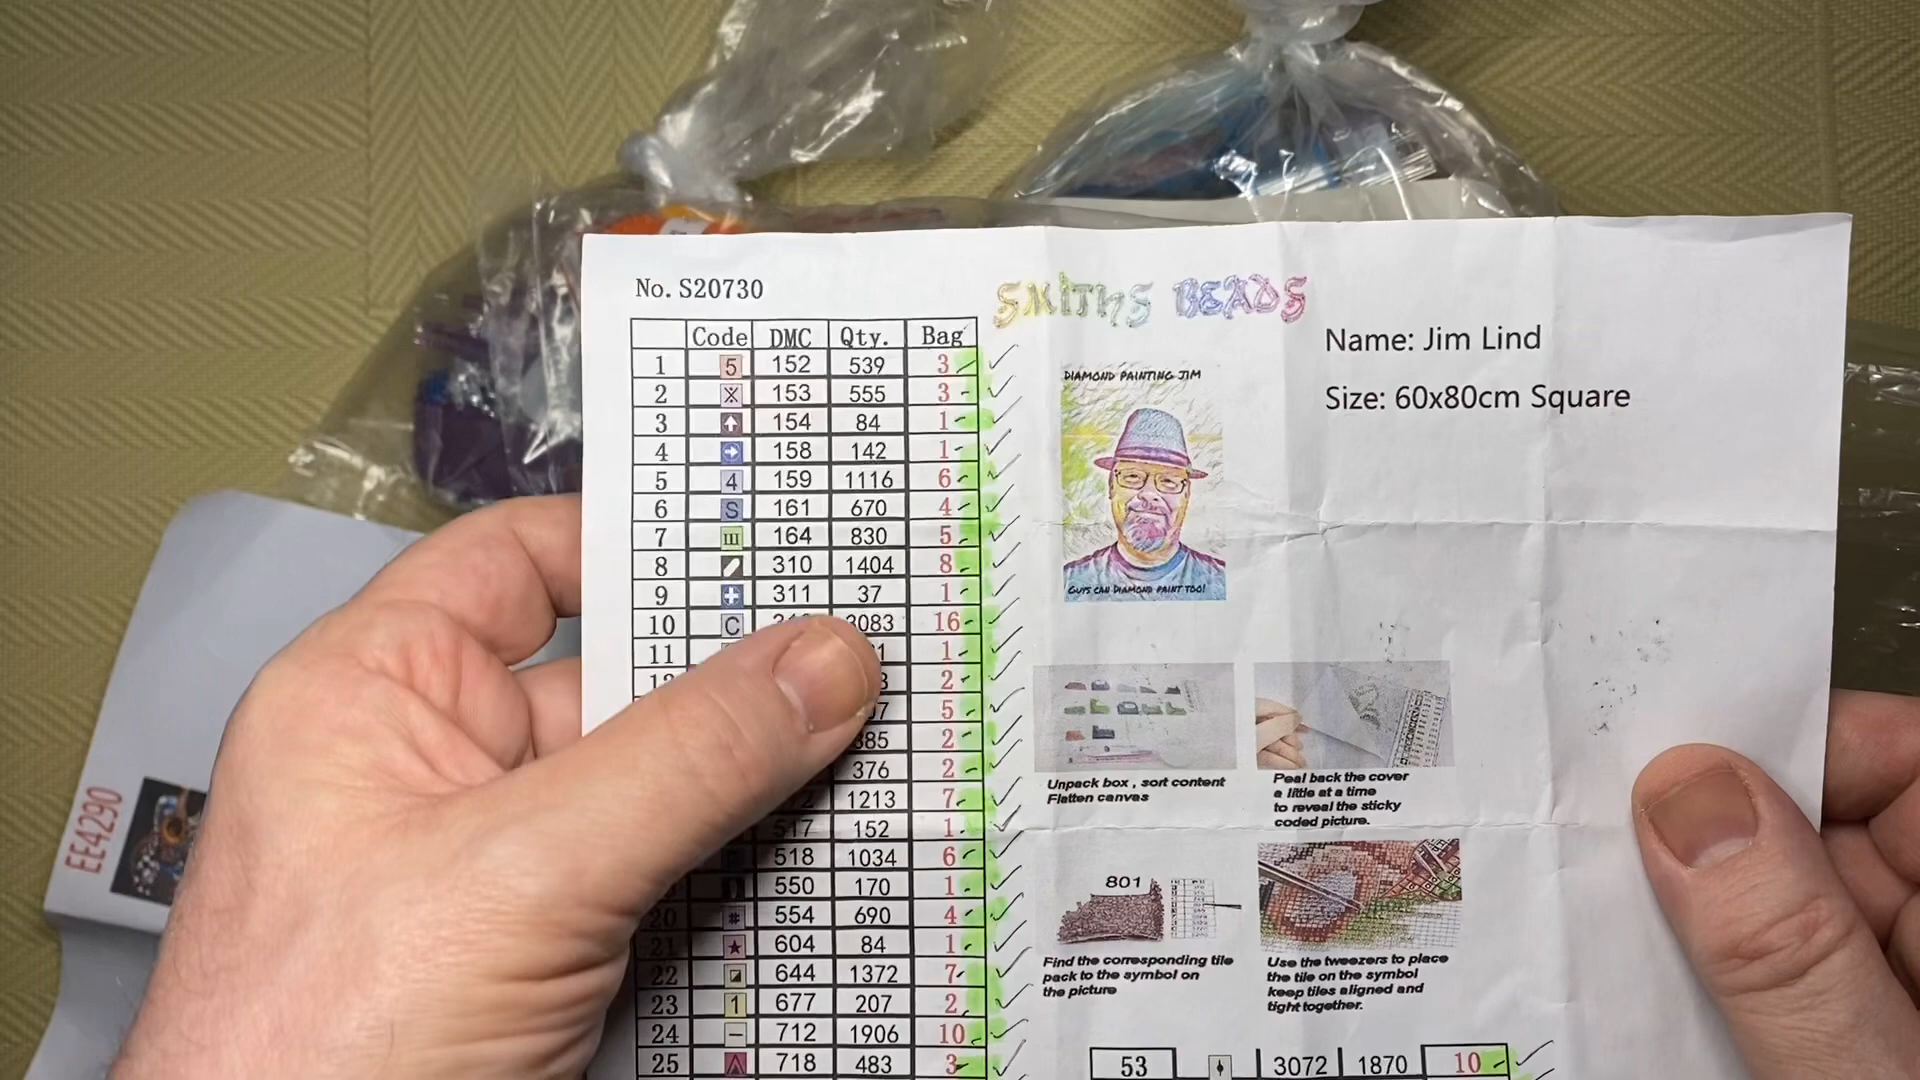 No. S20730
SMITHS BEADS
Name: Jim Lind
Size: 60x80cm Square
Code DMC Qty. Bag
1 5 152 539 3
2 ※ 153 555 3
3 154 84 1
4 158 142 1
5 4 159 1116 6
6 S 161 670 4
7 III 164 830 5
8 310 1404 8
9 311 37 1
10 C 3083 16
11 1
2
5
385 2
376 2
1213 7
517 152 1
518 1034 6
550 170 1
20 # 554 690 4
21 ★ 604 84 1
22 644 1372 7
23 1 677 207 2
24 – 712 1906 10
25 718 483 3
DIAMOND PAINTING JIM
GUYS CAN DIAMOND PAINT TOO!
Unpack box , sort content
Flatten canvas
Peal back the cover
a little at a time
to reveal the sticky
coded picture.
801
Find the corresponding tile
pack to the symbol on
the picture
Use the tweezers to place
the tile on the symbol
keep tiles aligned and
tight together.
53 3072 1870 10
EE4290